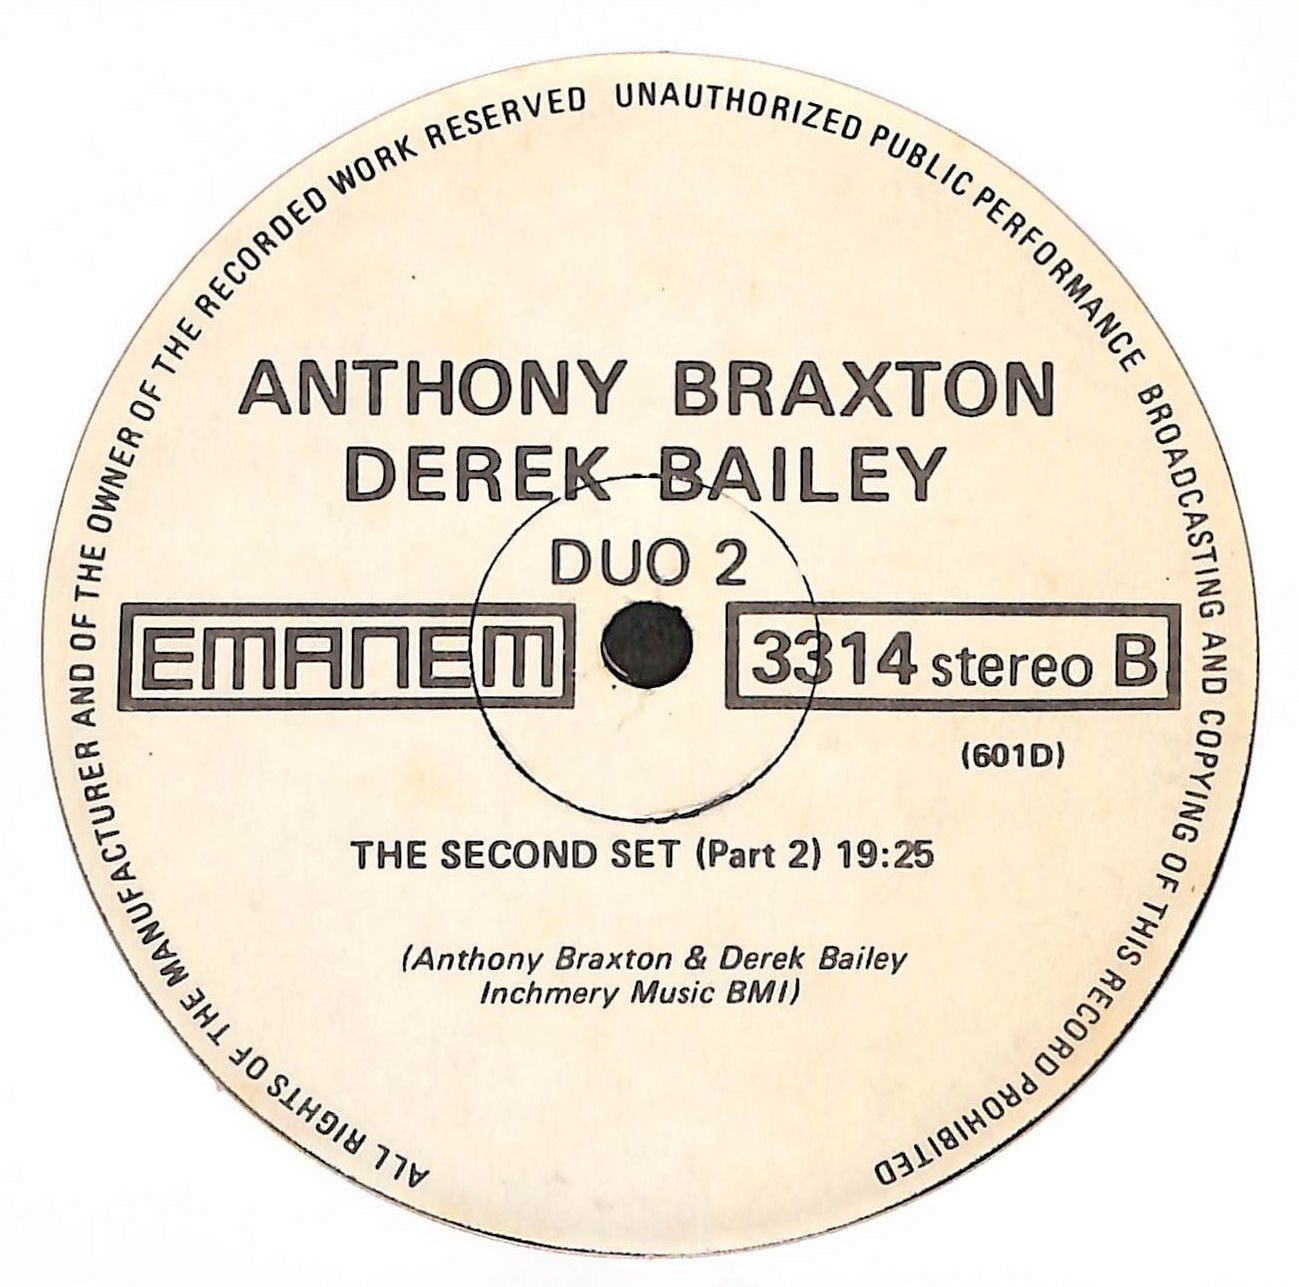 ALL RIGHTS OF THE MANUFACTURER AND OF THE OWNER OF THE RECORDED WORK RESERVED UNAUTHORIZED PUBLIC PERFORMANCE BROADCASTING AND COPYING OF THIS RECORD PROHIBITED
ANTHONY BRAXTON
DEREK BAILEY
DUO 2
EMANEM 3314 stereo B
(601D)
THE SECOND SET (Part 2) 19:25
(Anthony Braxton & Derek Bailey
Inchmery Music BMI)